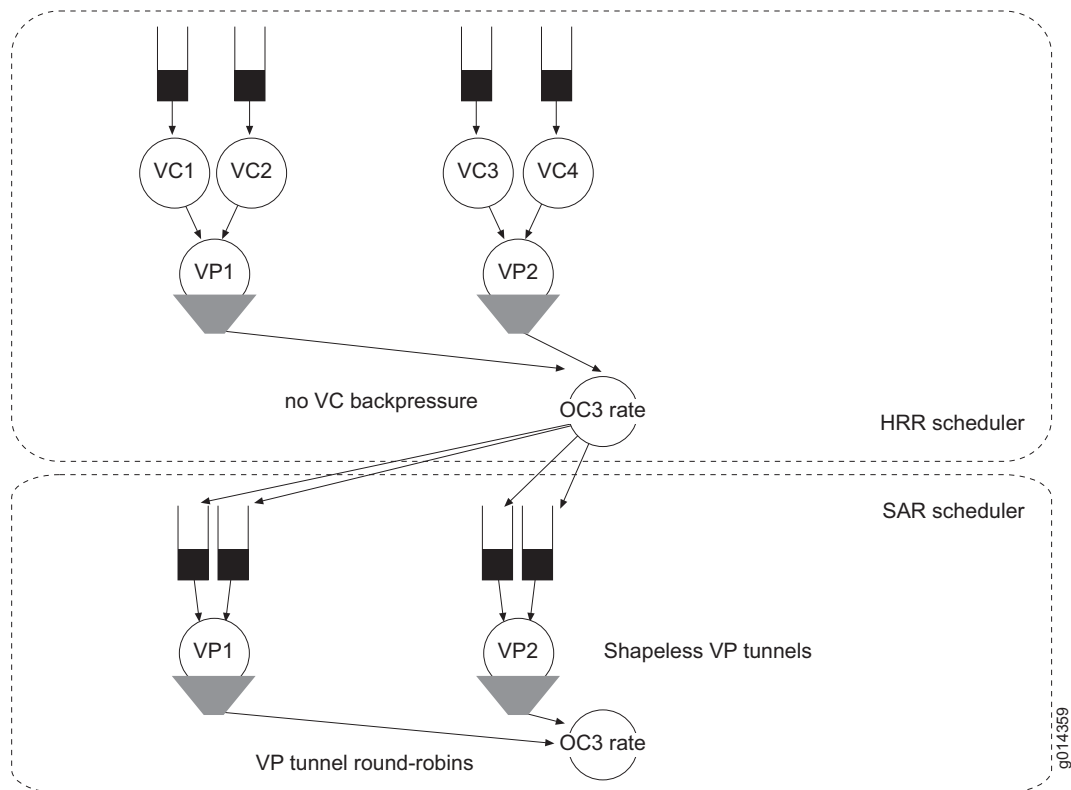 VC1
VC2
VC3
VC4
VP1
VP2
no VC backpressure
OC3 rate
HRR scheduler
SAR scheduler
VP1
VP2
Shapeless VP tunnels
OC3 rate
VP tunnel round-robins
g014359